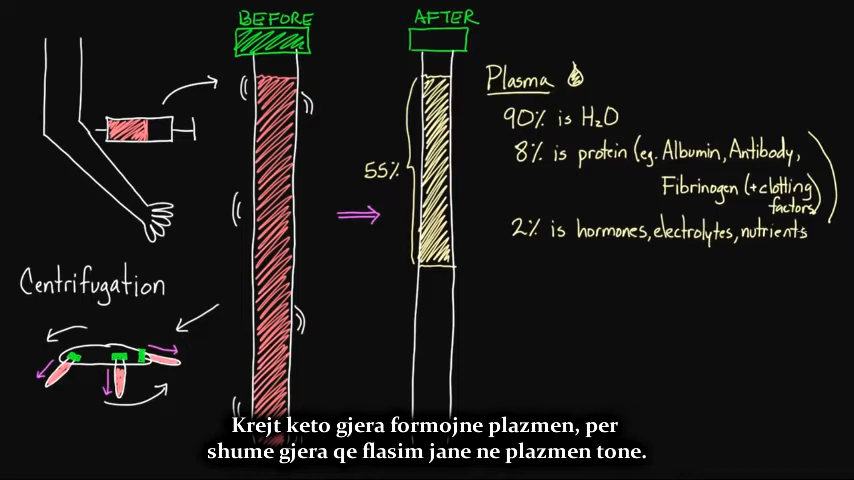 BEFORE
AFTER
Plasma
90% is H₂O
8% is protein (eg. Albumin, Antibody,
Fibrinogen (+clotting
factors)
55%
2% is hormones, electrolytes, nutrients
Centrifugation
Krejt keto gjera formojne plazmen, per
shume gjera qe flasim jane ne plazmen tone.